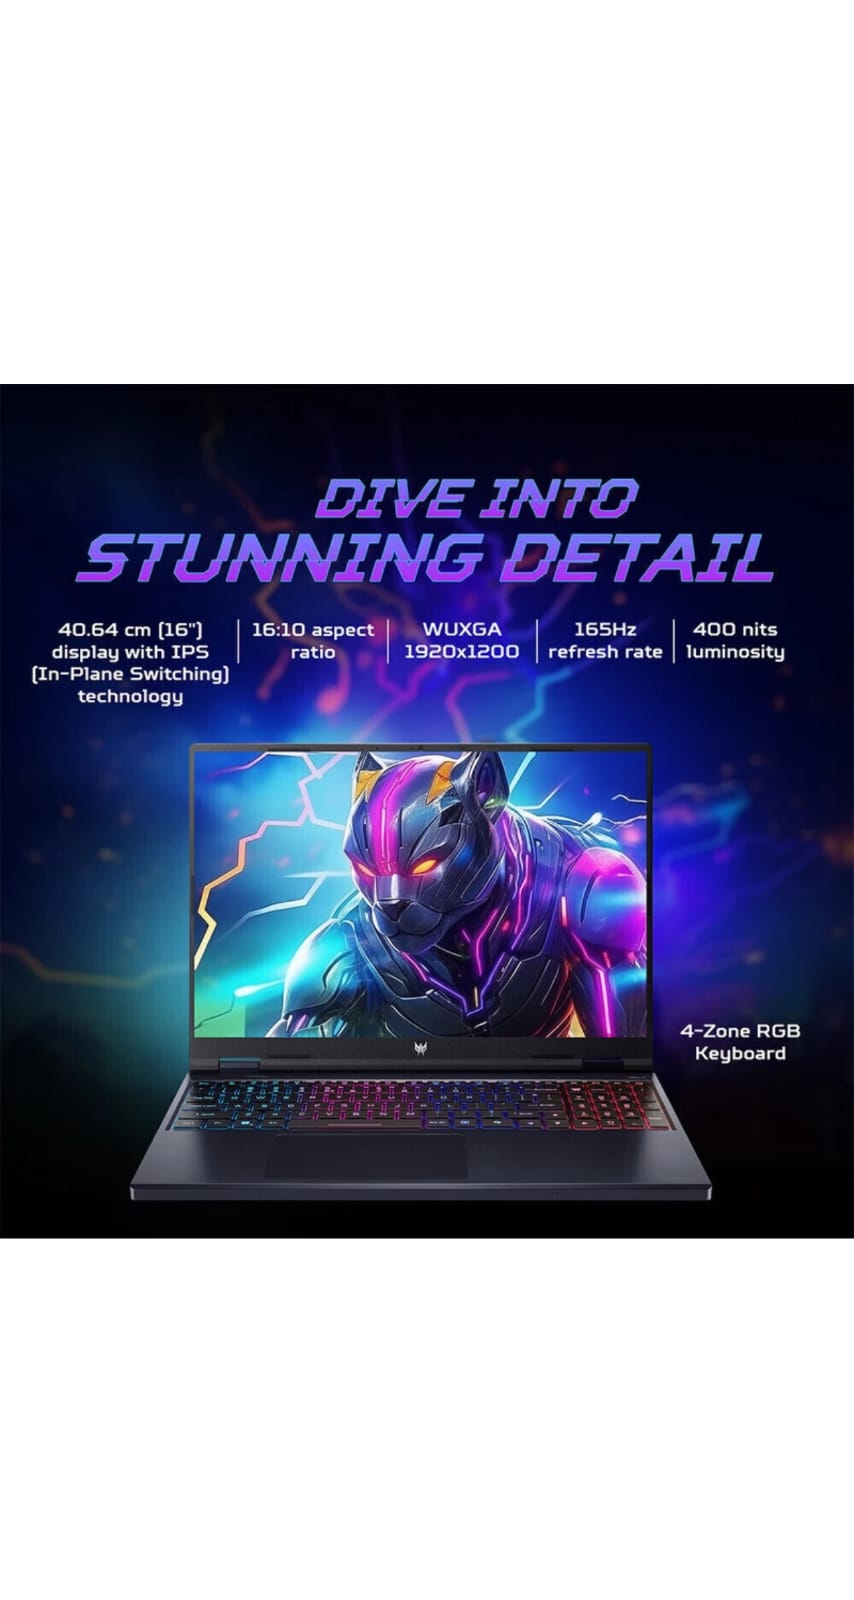 DIVE INTO
STUNNING DETAIL
40.64 cm (16")
display with IPS
(In-Plane Switching)
technology
16:10 aspect
ratio
WUXGA
1920x1200
165Hz
refresh rate
400 nits
luminosity
4-Zone RGB
Keyboard